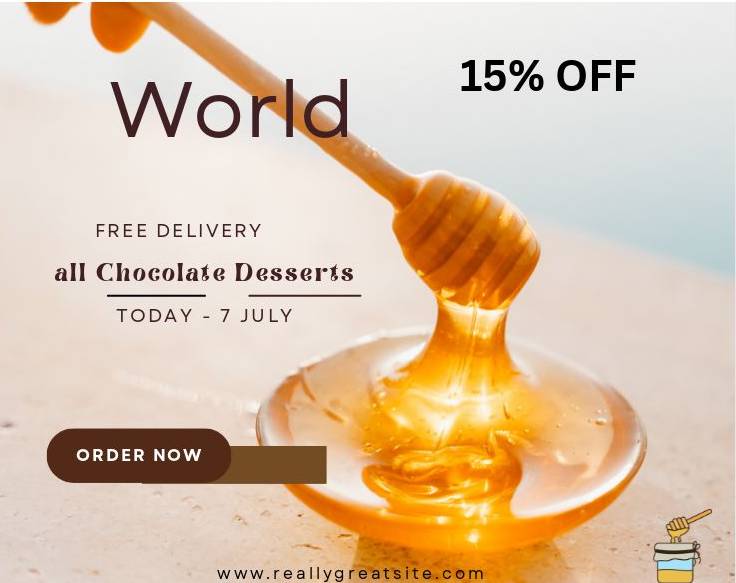 15% OFF
World
FREE DELIVERY
all Chocolate Desserts
TODAY - 7 JULY
ORDER NOW
www.reallygreatsite.com